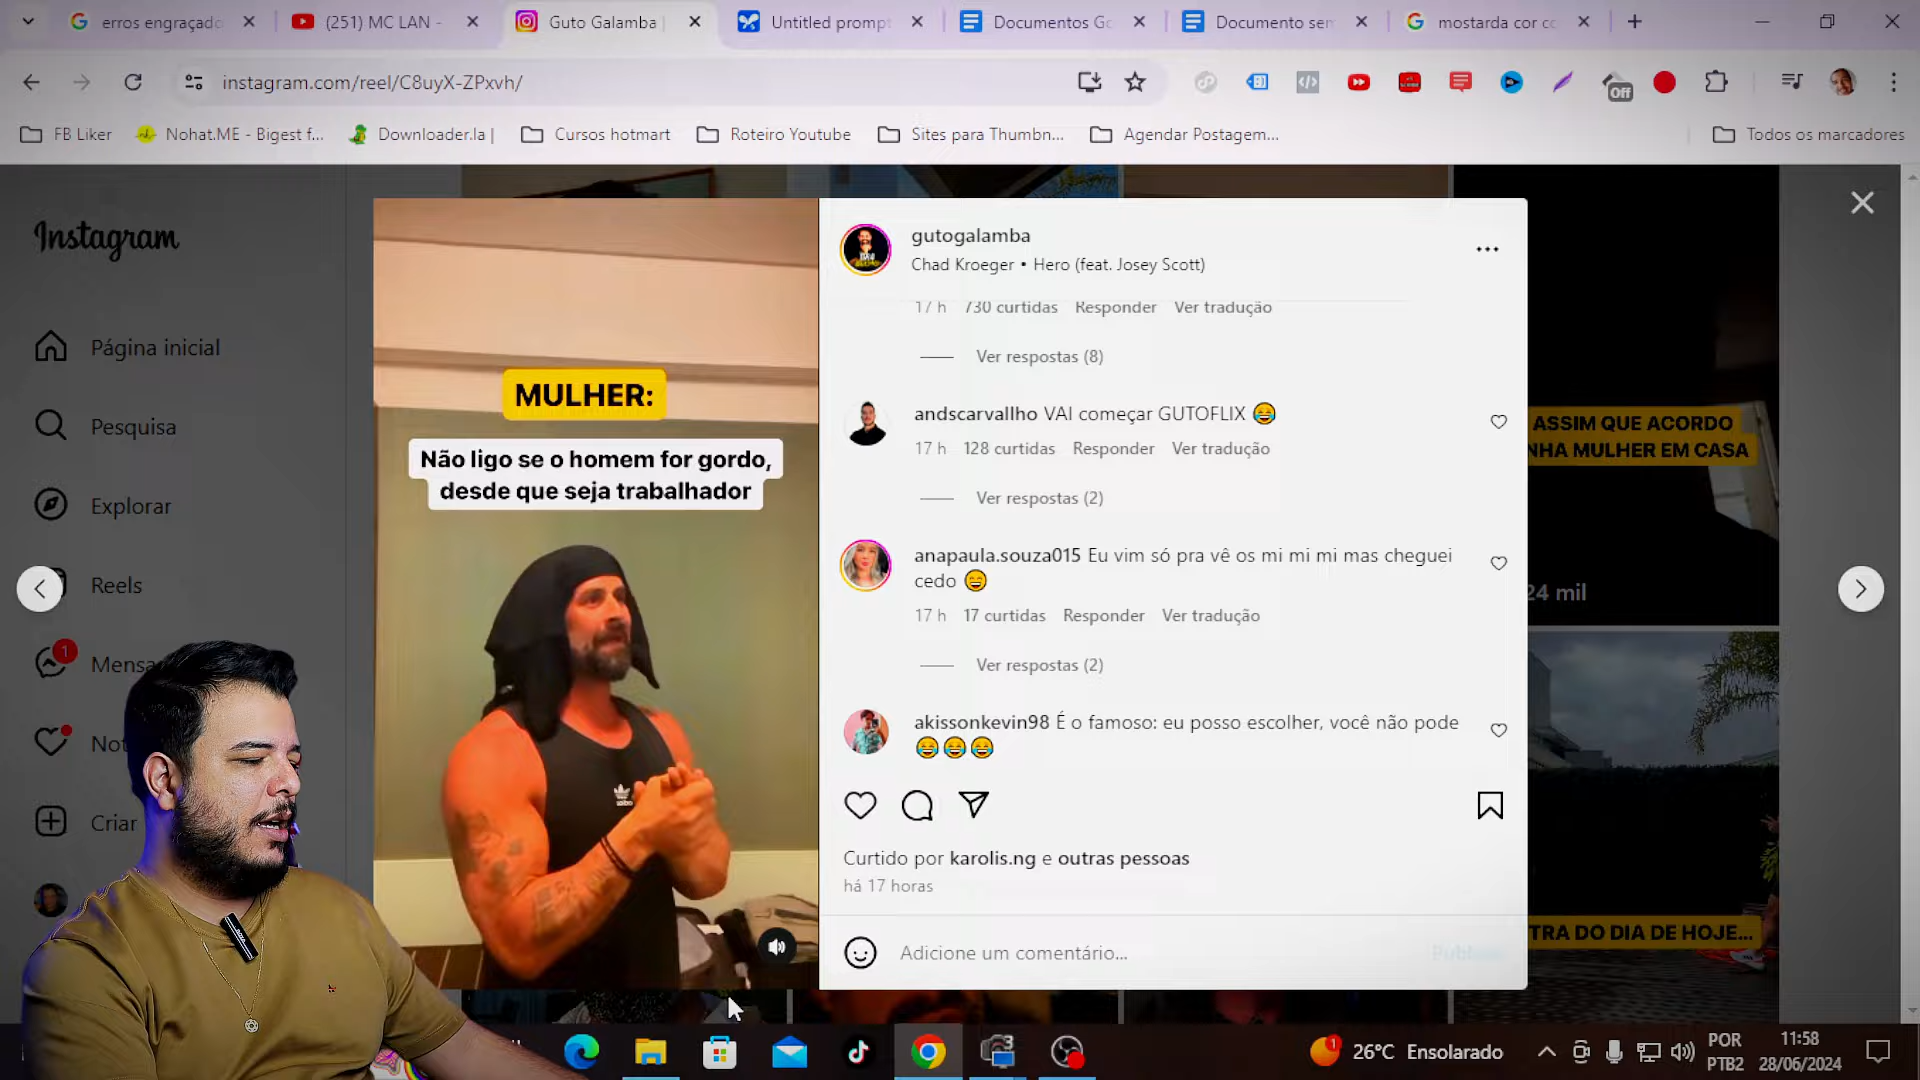 erros engraçado
(251) MC LAN -
Guto Galamba |
Untitled prompt
Documentos Go
Documento sem
mostarda cor co
instagram.com/reel/C8uyX-ZPxvh/
Off
FB Liker
Nohat.ME - Bigest f...
Downloader.la |
Cursos hotmart
Roteiro Youtube
Sites para Thumbn...
Agendar Postagem...
Todos os marcadores
Instagram
Página inicial
Pesquisa
Explorar
Reels
1
Criar
MULHER:
Não ligo se o homem for gordo,
desde que seja trabalhador
gutogalamba
Chad Kroeger • Hero (feat. Josey Scott)
17 h 730 curtidas Responder Ver tradução
Ver respostas (8)
andscarvallho VAI começar GUTOFLIX 😂
17 h 128 curtidas Responder Ver tradução
Ver respostas (2)
anapaula.souza015 Eu vim só pra vê os mi mi mi mas cheguei
cedo 😄
17 h 17 curtidas Responder Ver tradução
Ver respostas (2)
akissonkevin98 É o famoso: eu posso escolher, você não pode
😂😂😂
Curtido por karolis.ng e outras pessoas
há 17 horas
Adicione um comentário...
Publicar
ASSIM QUE ACORDO
NHA MULHER EM CASA
24 mil
TRA DO DIA DE HOJE...
3
1
26°C Ensolarado
POR
PTB2
11:58
28/06/2024